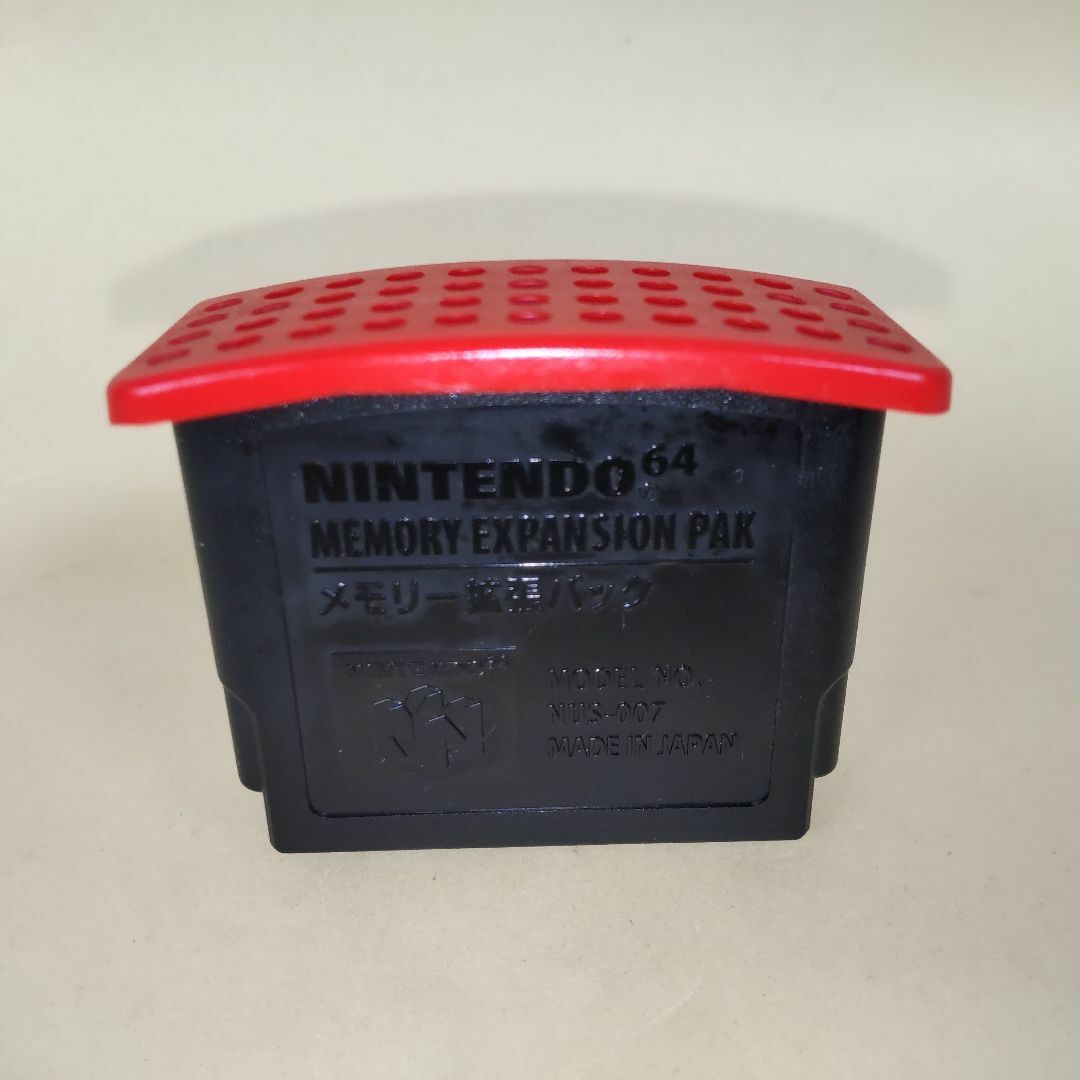 NINTENDO64
MEMORY EXPANSION PAK
メモリー拡張パック
NINTENDO64
MODEL NO.
NUS-007
MADE IN JAPAN